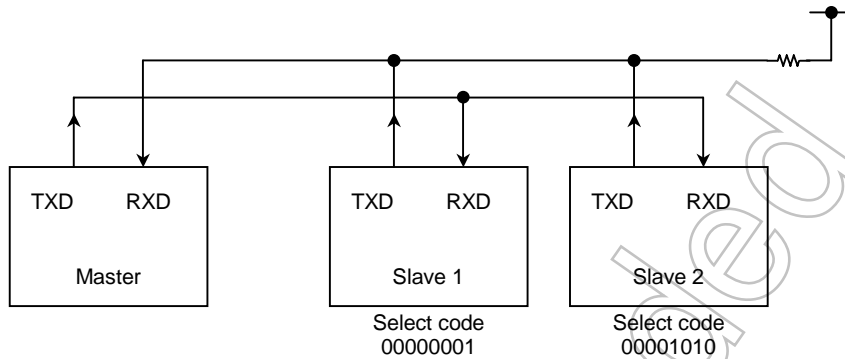 TXD RXD TXD RXD TXD RXD
Master Slave 1 Slave 2
Select code Select code
00000001 00001010